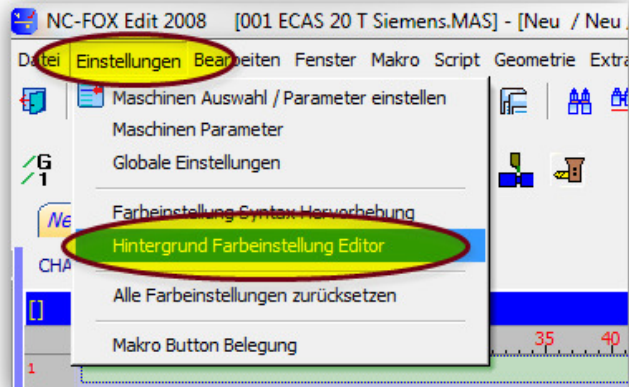 NC-FOX Edit 2008 [001 ECAS 20 T Siemens.MAS] - [Neu / Neu /
Datei Einstellungen Bearbeiten Fenster Makro Script Geometrie Extra
Maschinen Auswahl / Parameter einstellen
Maschinen Parameter
/G
/1
Globale Einstellungen
Farbeinstellung Syntax Hervorhebung
Ne
Hintergrund Farbeinstellung Editor
CHA
Alle Farbeinstellungen zurücksetzen
[]
Makro Button Belegung
35 40
1